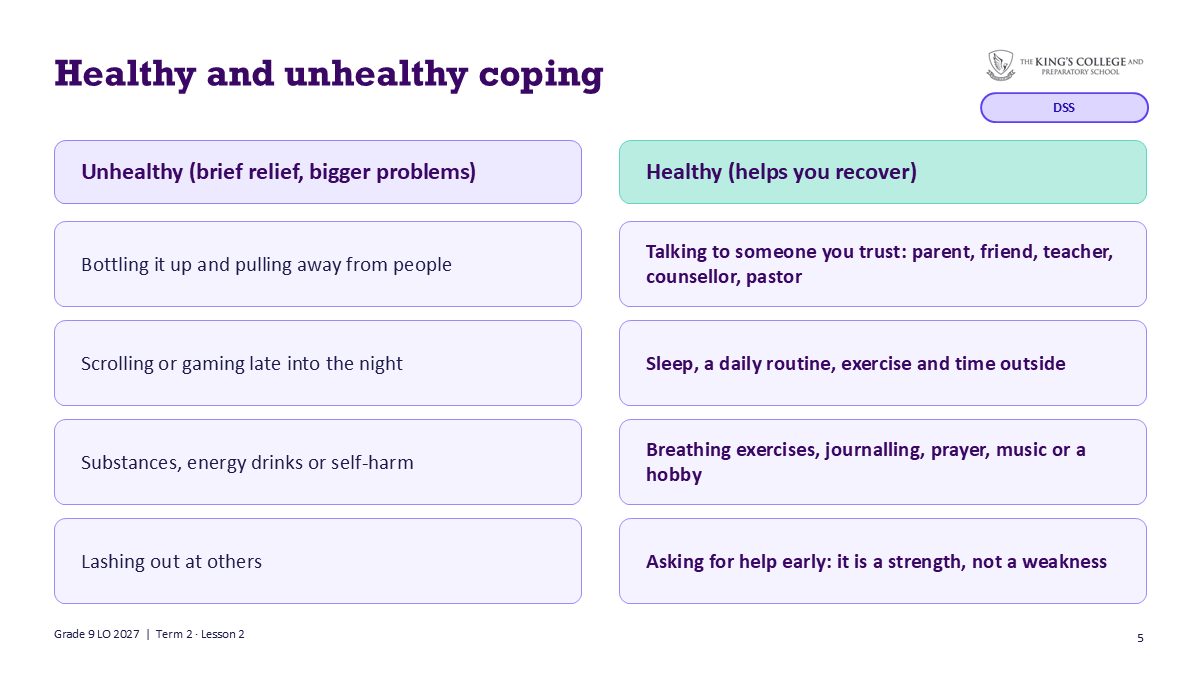 Healthy and unhealthy coping
THE KING'S COLLEGE AND
PREPARATORY SCHOOL
DSS
Unhealthy (brief relief, bigger problems)
Healthy (helps you recover)
Bottling it up and pulling away from people
Talking to someone you trust: parent, friend, teacher,
counsellor, pastor
Scrolling or gaming late into the night
Sleep, a daily routine, exercise and time outside
Substances, energy drinks or self-harm
Breathing exercises, journalling, prayer, music or a
hobby
Lashing out at others
Asking for help early: it is a strength, not a weakness
Grade 9 LO 2027 | Term 2 · Lesson 2
5